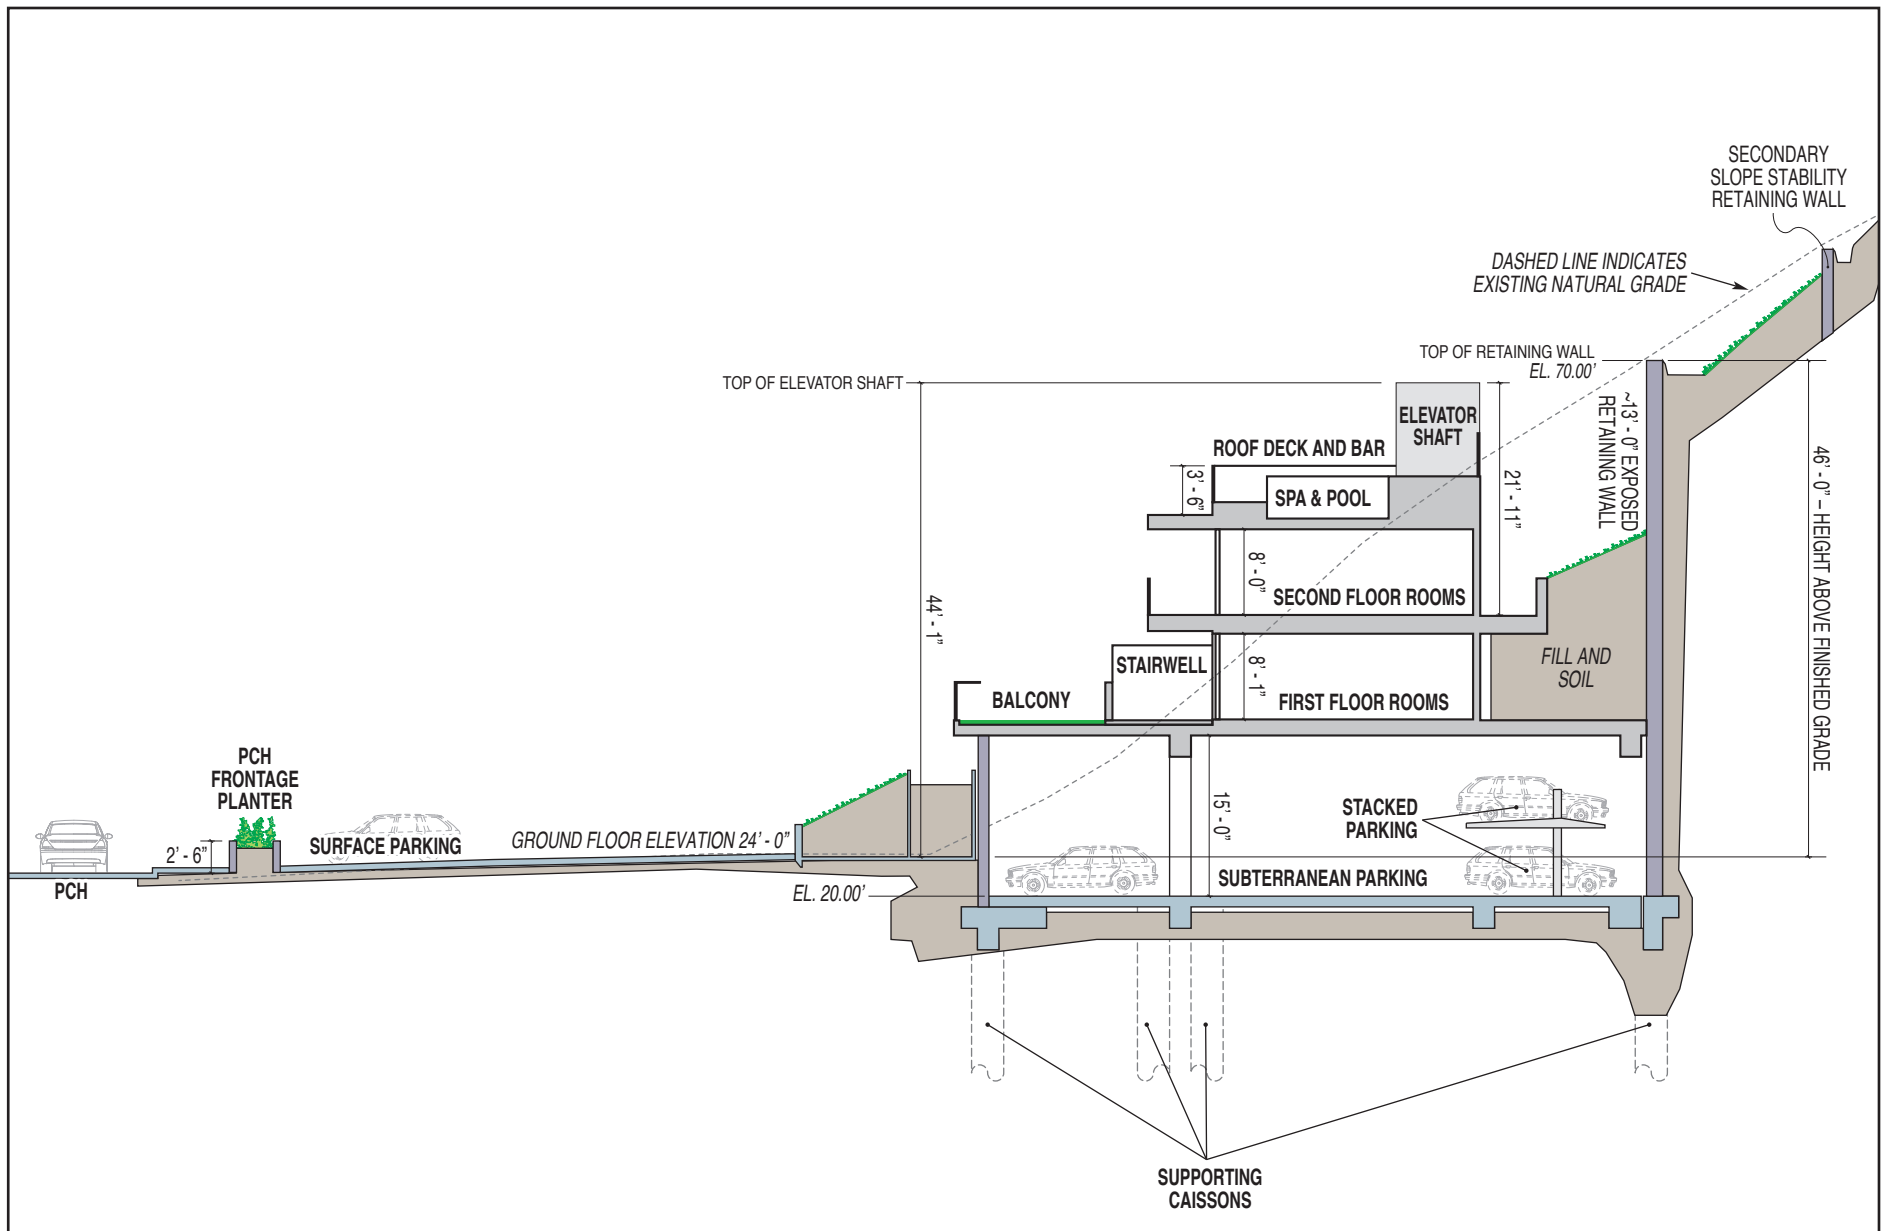 SECONDARY
SLOPE STABILITY
RETAINING WALL
DASHED LINE INDICATES
EXISTING NATURAL GRADE
TOP OF RETAINING WALL
EL. 70.00'
TOP OF ELEVATOR SHAFT
ELEVATOR
SHAFT
~13' - 0" EXPOSED
RETAINING WALL
ROOF DECK AND BAR
3' - 6"
SPA & POOL
21' - 11"
46' - 0" – HEIGHT ABOVE FINISHED GRADE
8' - 0"
SECOND FLOOR ROOMS
44' - 1"
STAIRWELL
8' - 1"
FILL AND
SOIL
BALCONY
FIRST FLOOR ROOMS
PCH
FRONTAGE
PLANTER
15' - 0"
STACKED
PARKING
2' - 6"
SURFACE PARKING
GROUND FLOOR ELEVATION 24' - 0"
PCH
EL. 20.00'
SUBTERRANEAN PARKING
SUPPORTING
CAISSONS